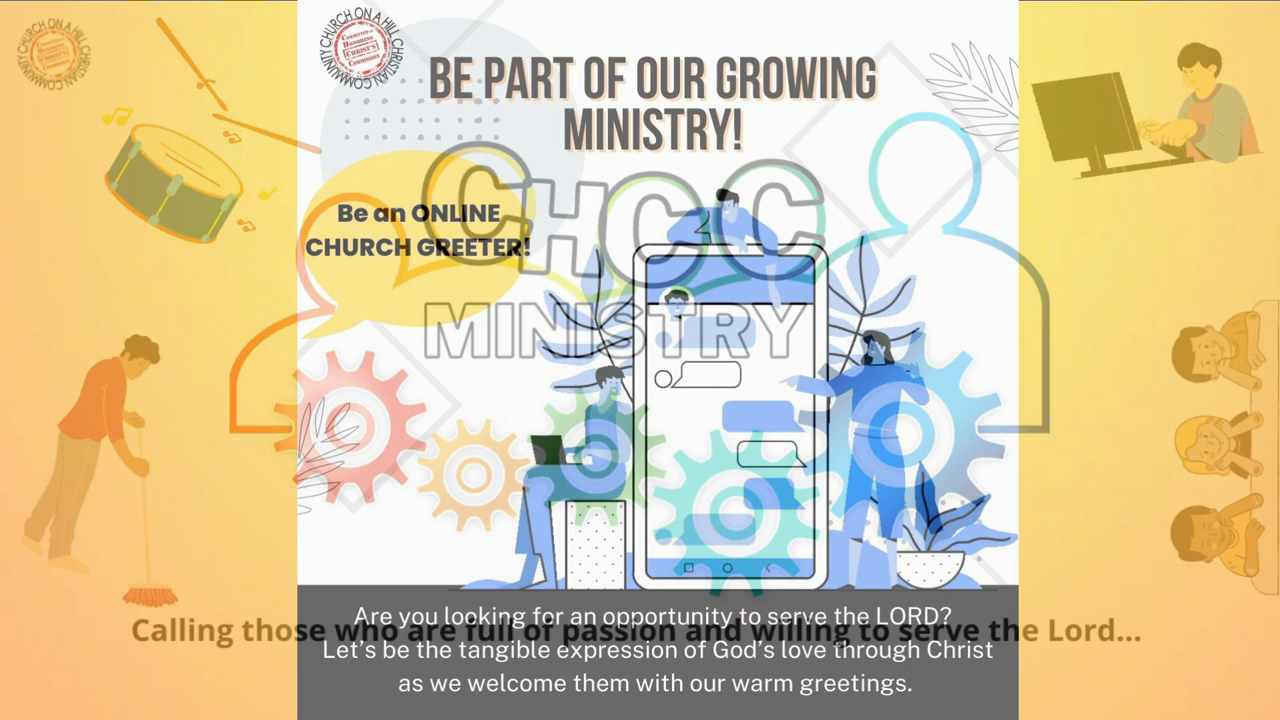 CHURCH ON A HILL CHRISTIAN COMMUNITY
COMMITTED TO
HONORING
CHRIST'S
COMMISSION
BE PART OF OUR GROWING
MINISTRY!
Be an ONLINE
CHURCH GREETER!
CHCC
MINISTRY
Are you looking for an opportunity to serve the LORD?
Calling those who are full of passion and willing to serve the Lord...
Let's be the tangible expression of God's love through Christ
as we welcome them with our warm greetings.